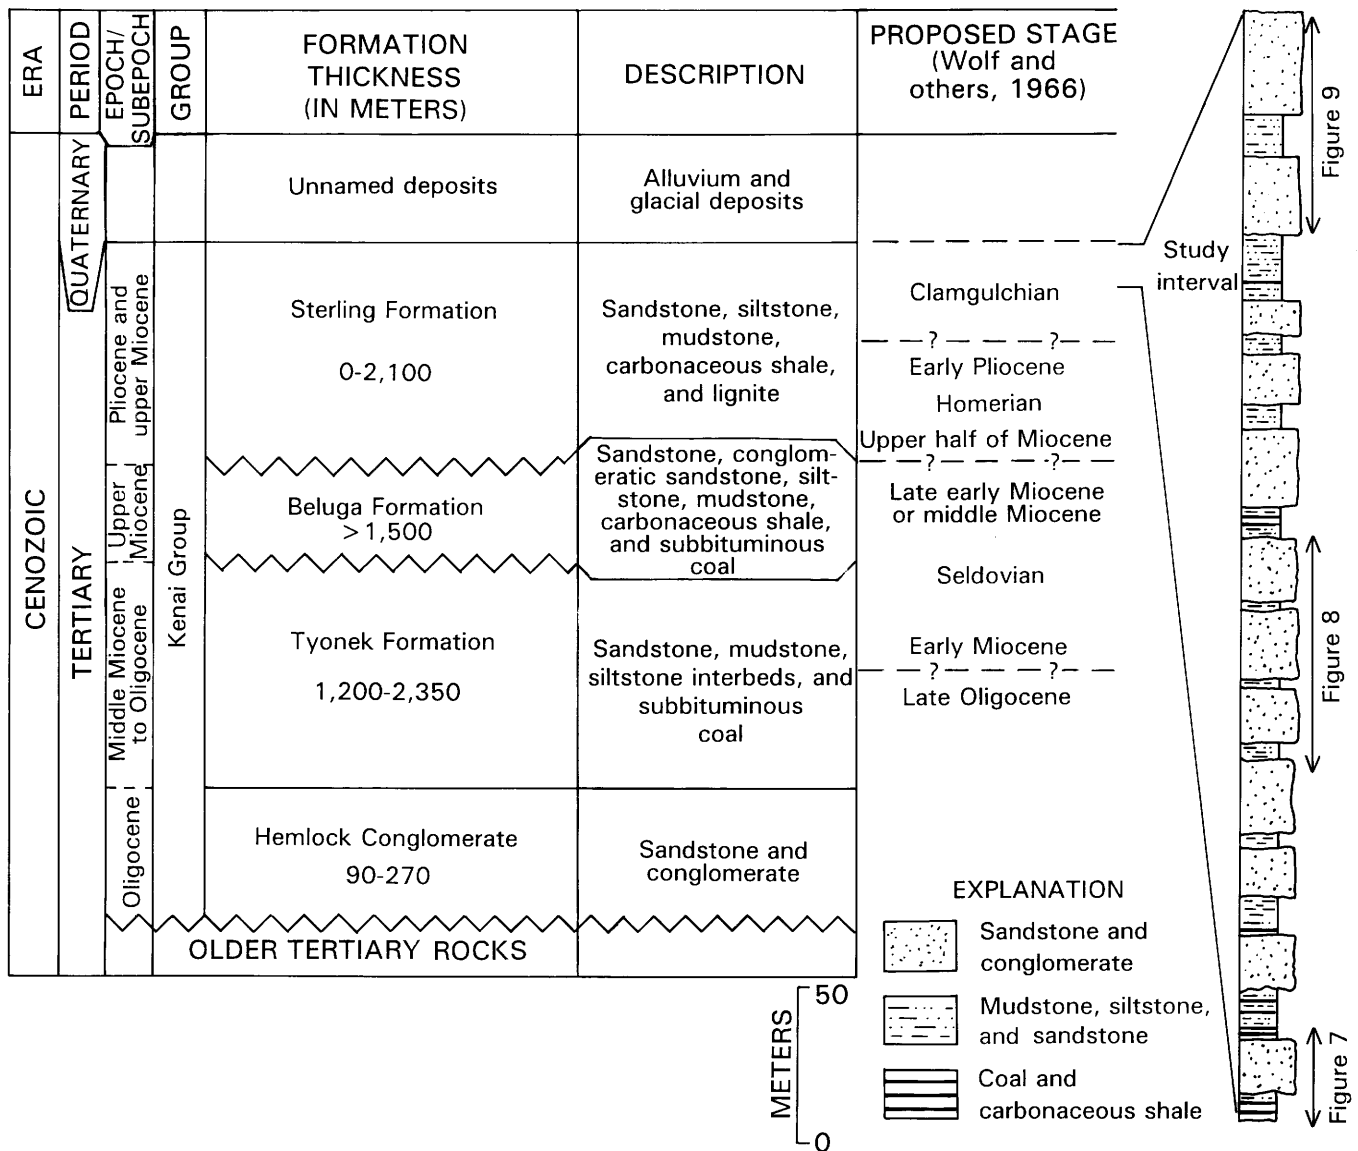 ERA
PERIOD
EPOCH/
SUBEPOCH
GROUP
FORMATION
THICKNESS
(IN METERS)
DESCRIPTION
PROPOSED STAGE
(Wolf and
others, 1966)
CENOZOIC
QUATERNARY
TERTIARY
Pliocene and
upper Miocene
Upper
Miocene
Middle Miocene
to Oligocene
Oligocene
Kenai Group
Unnamed deposits
Alluvium and
glacial deposits
Sterling Formation
0-2,100
Sandstone, siltstone,
mudstone,
carbonaceous shale,
and lignite
Beluga Formation
>1,500
Sandstone, conglom-
eratic sandstone, silt-
stone, mudstone,
carbonaceous shale,
and subbituminous
coal
Tyonek Formation
1,200-2,350
Sandstone, mudstone,
siltstone interbeds, and
subbituminous
coal
Hemlock Conglomerate
90-270
Sandstone and
conglomerate
OLDER TERTIARY ROCKS
Clamgulchian
? ?
Early Pliocene
Homerian
Upper half of Miocene
? ?
Late early Miocene
or middle Miocene
Seldovian
Early Miocene
? ?
Late Oligocene
Study
interval
Figure 9
Figure 8
Figure 7
EXPLANATION
Sandstone and
conglomerate
Mudstone, siltstone,
and sandstone
Coal and
carbonaceous shale
50
METERS
0